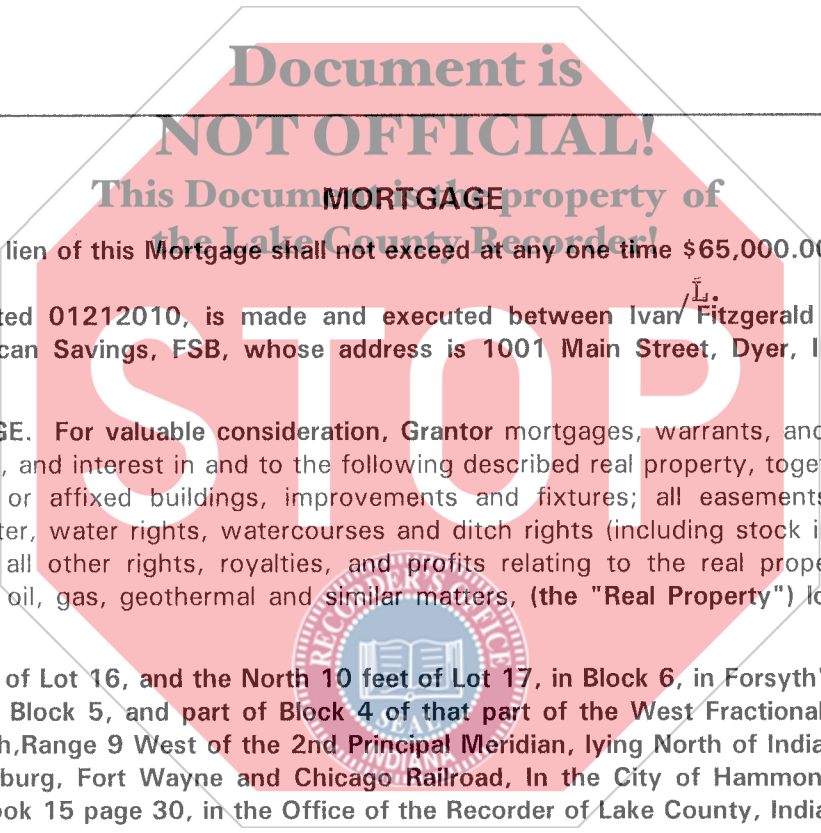 Document is
NOT OFFICIAL!
MORTGAGE
This Document is the property of
the Lake County Recorder!
lien of this Mortgage shall not exceed at any one time $65,000.00
L.
ted 01212010, is made and executed between Ivan / Fitzgerald
can Savings, FSB, whose address is 1001 Main Street, Dyer, I
STOP
GE. For valuable consideration, Grantor mortgages, warrants, and
, and interest in and to the following described real property, toge
or affixed buildings, improvements and fixtures; all easements
ter, water rights, watercourses and ditch rights (including stock i
all other rights, royalties, and profits relating to the real prope
oil, gas, geothermal and similar matters, (the "Real Property") lo
RECORDER'S OFFICE
SEAL
INDIANA
of Lot 16, and the North 10 feet of Lot 17, in Block 6, in Forsyth'
Block 5, and part of Block 4 of that part of the West Fractional
h,Range 9 West of the 2nd Principal Meridian, lying North of India
burg, Fort Wayne and Chicago Railroad, In the City of Hammon
ook 15 page 30, in the Office of the Recorder of Lake County, India